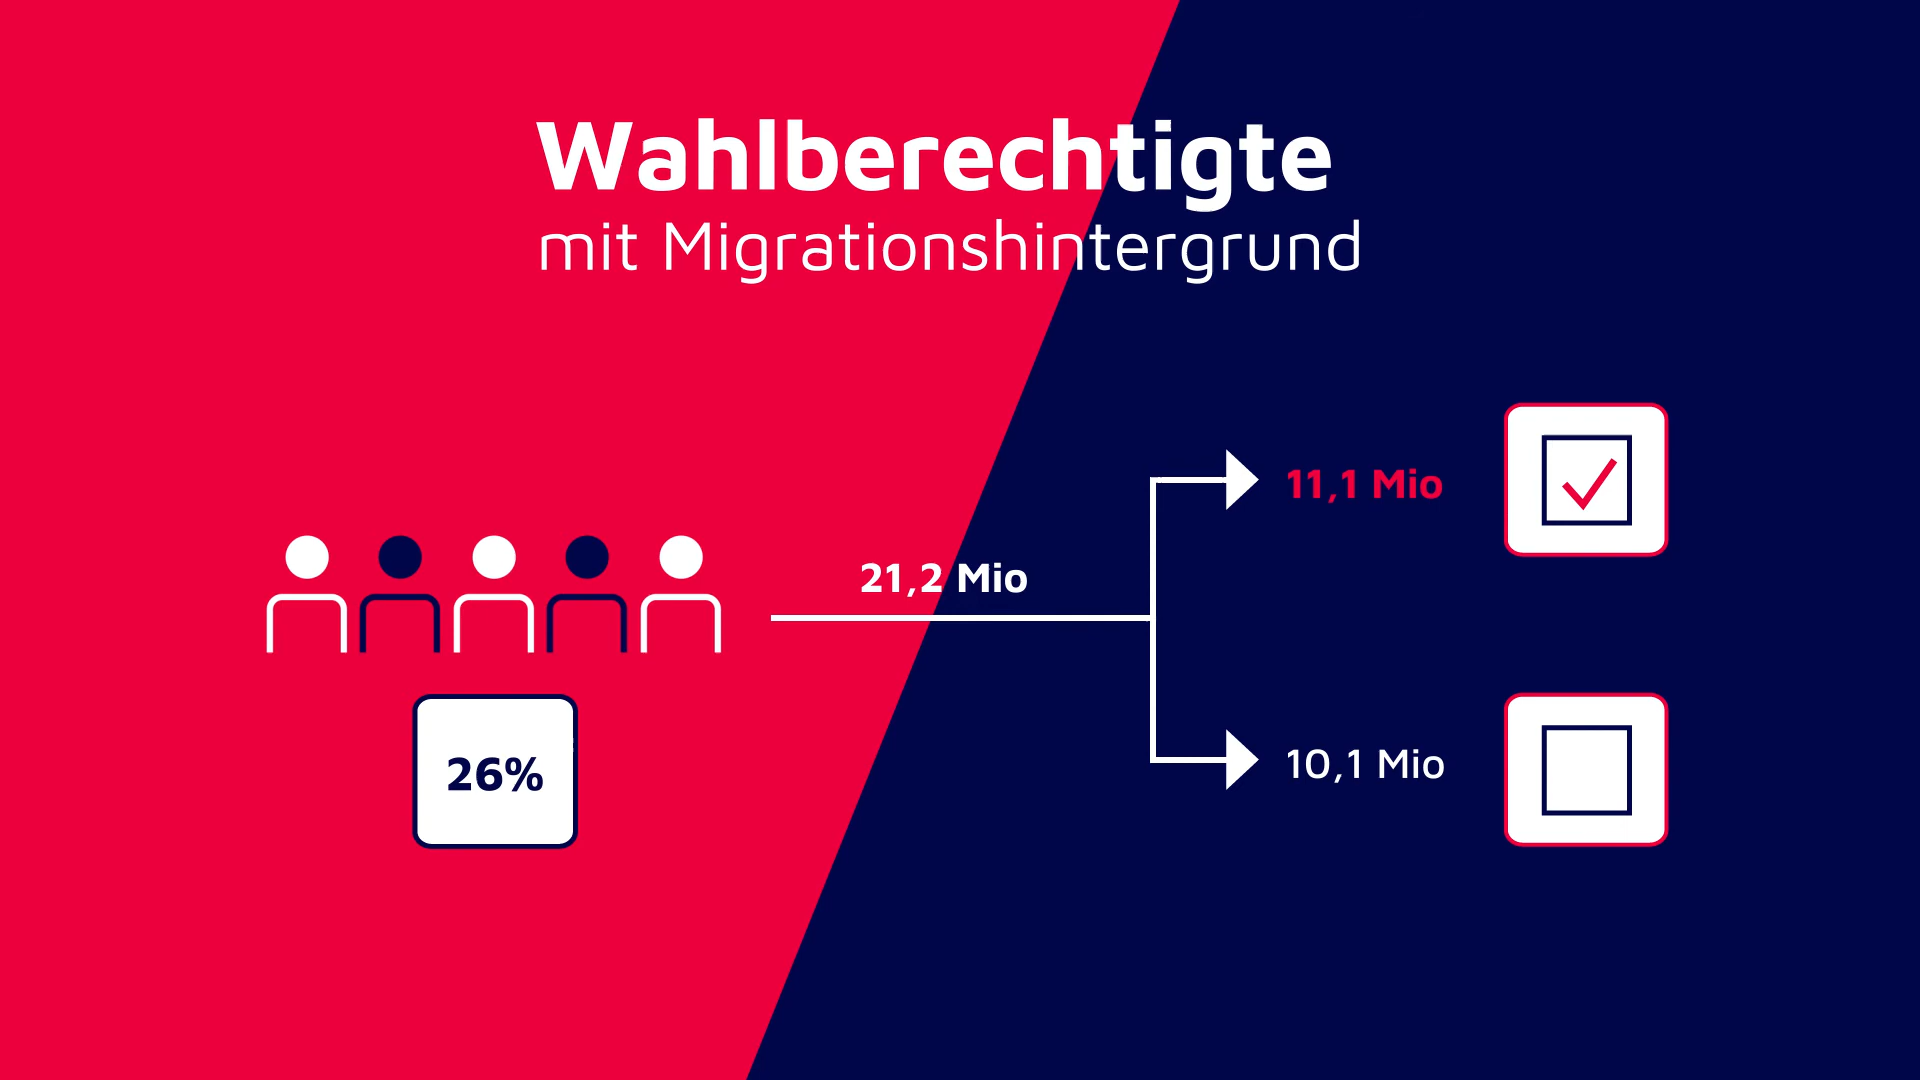 Wahlberechtigte
mit Migrationshintergrund
11,1 Mio
21,2 Mio
26%
10,1 Mio